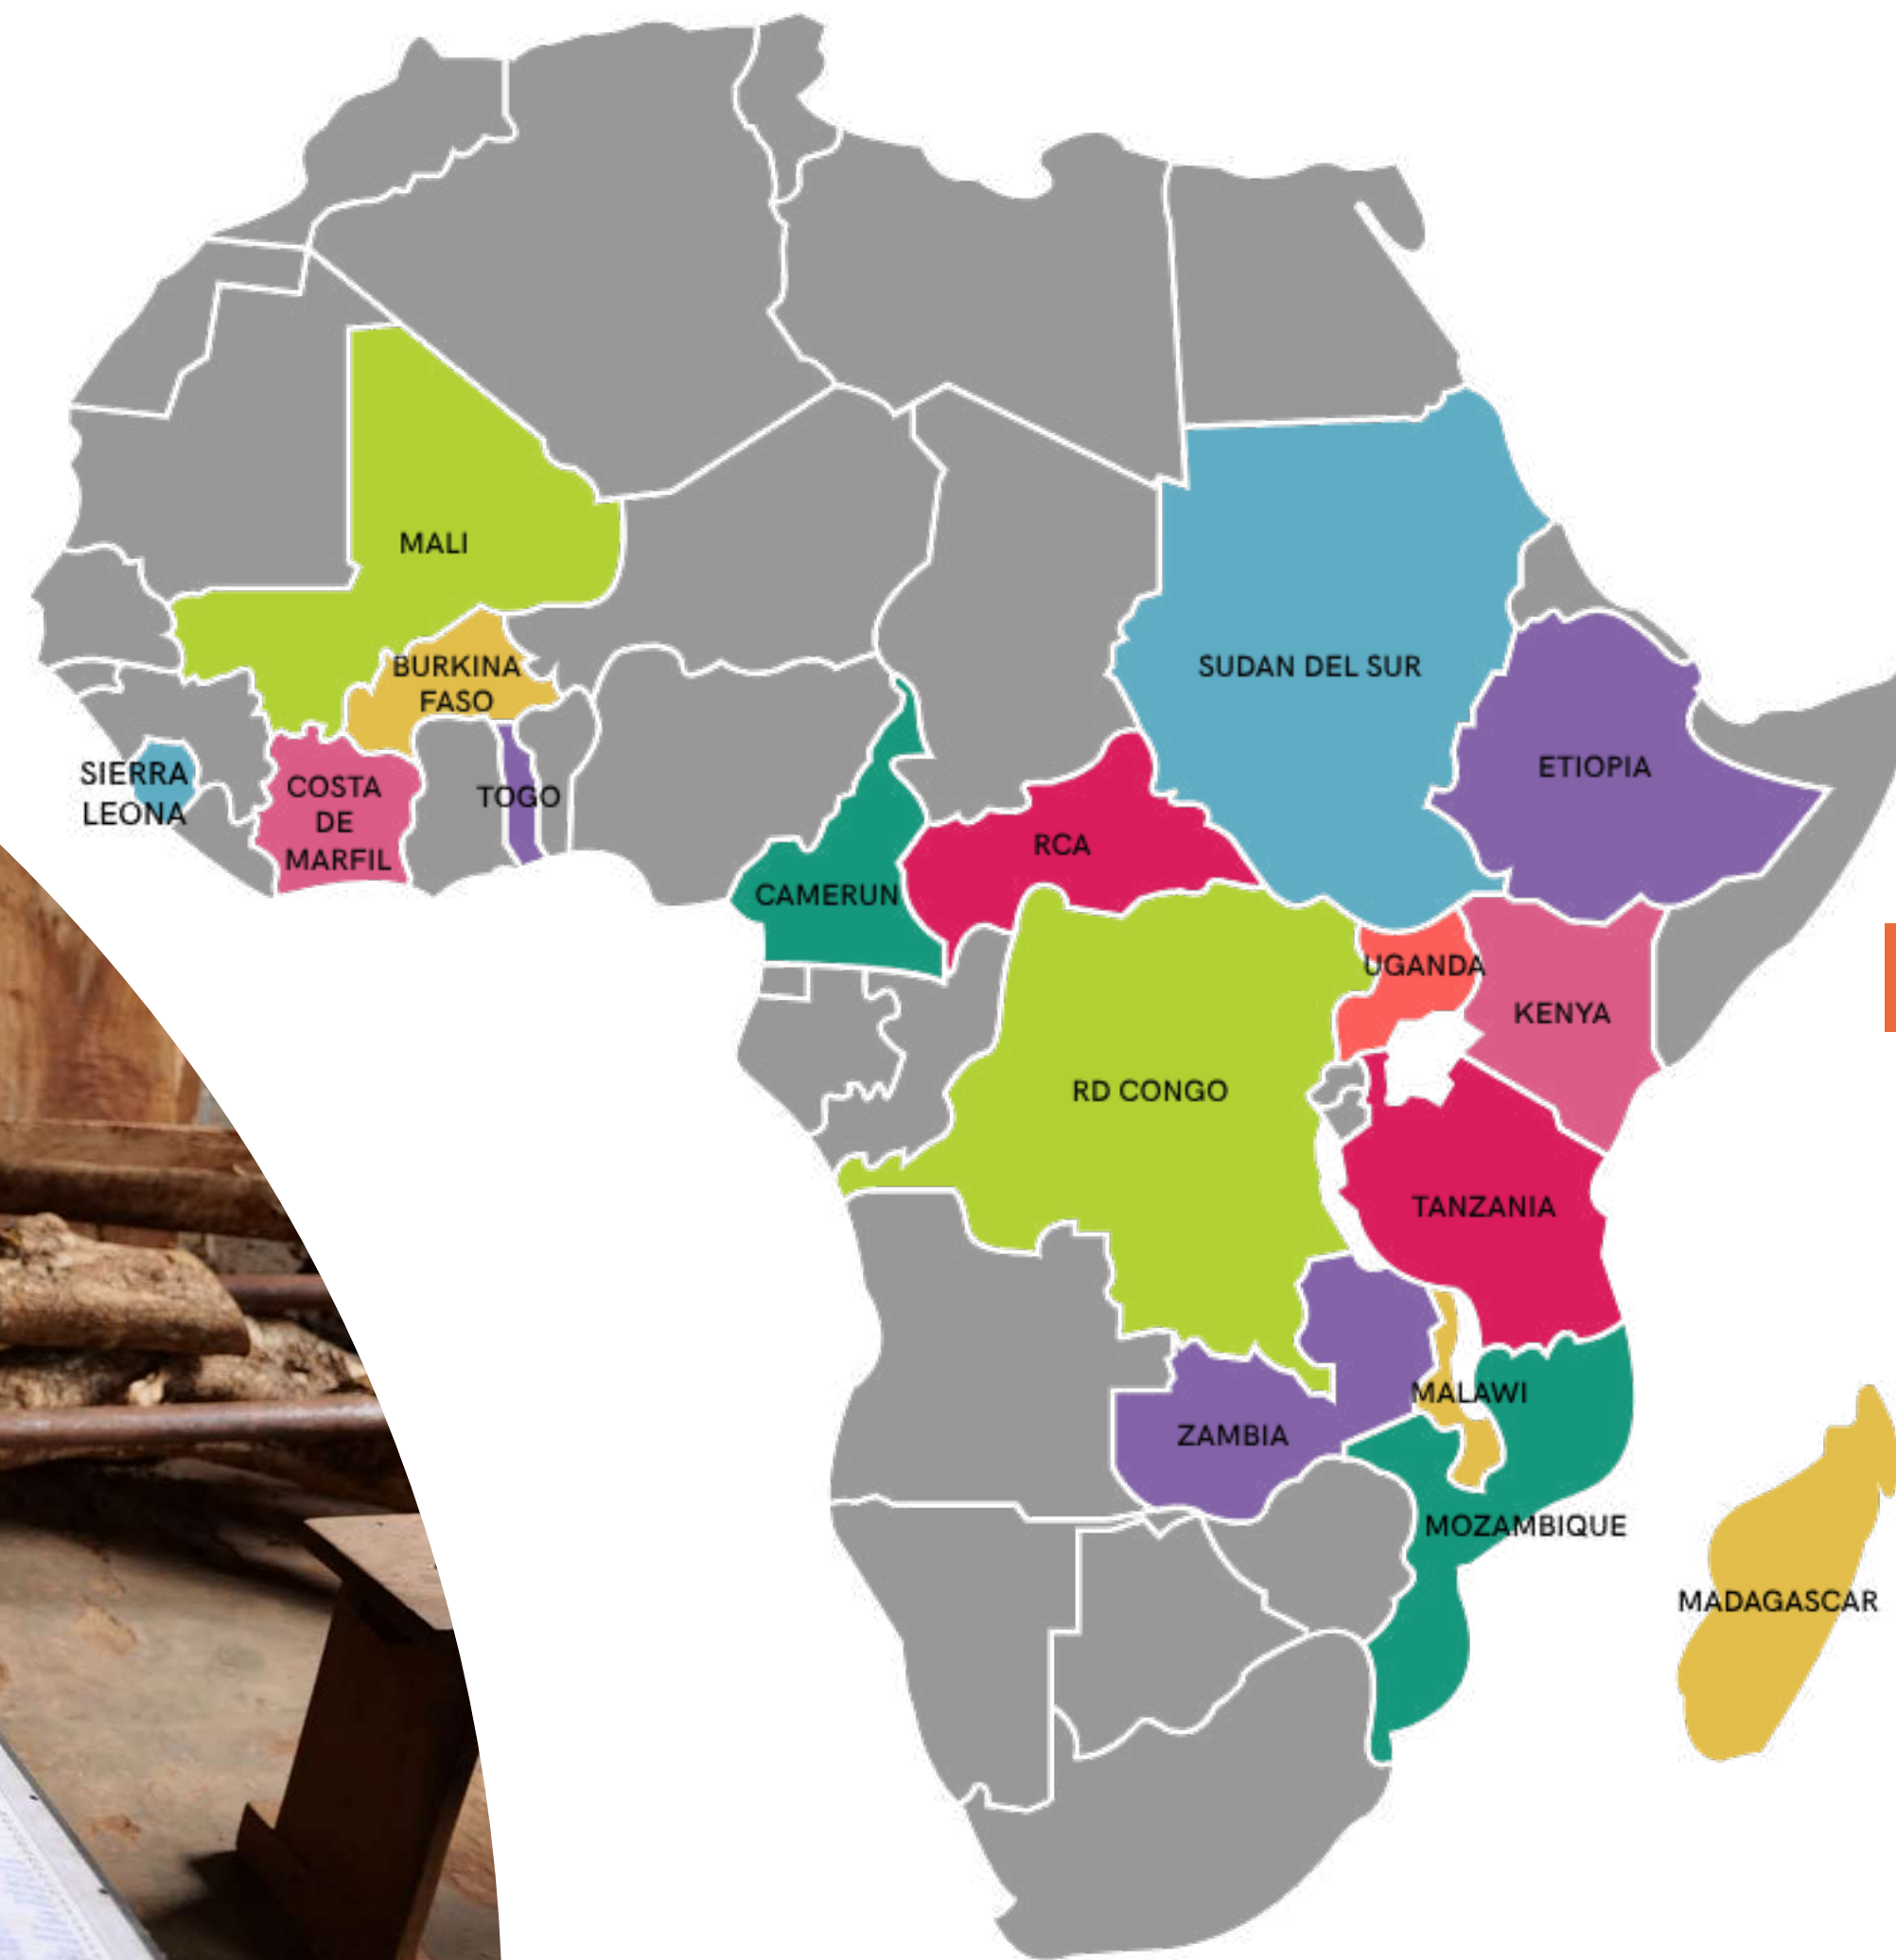 MALI
BURKINA
FASO
SUDAN DEL SUR
SIERRA
LEONA
COSTA
DE
MARFIL
TOGO
ETIOPIA
RCA
CAMERUN
UGANDA
KENYA
RD CONGO
TANZANIA
MALAWI
ZAMBIA
MOZAMBIQUE
MADAGASCAR